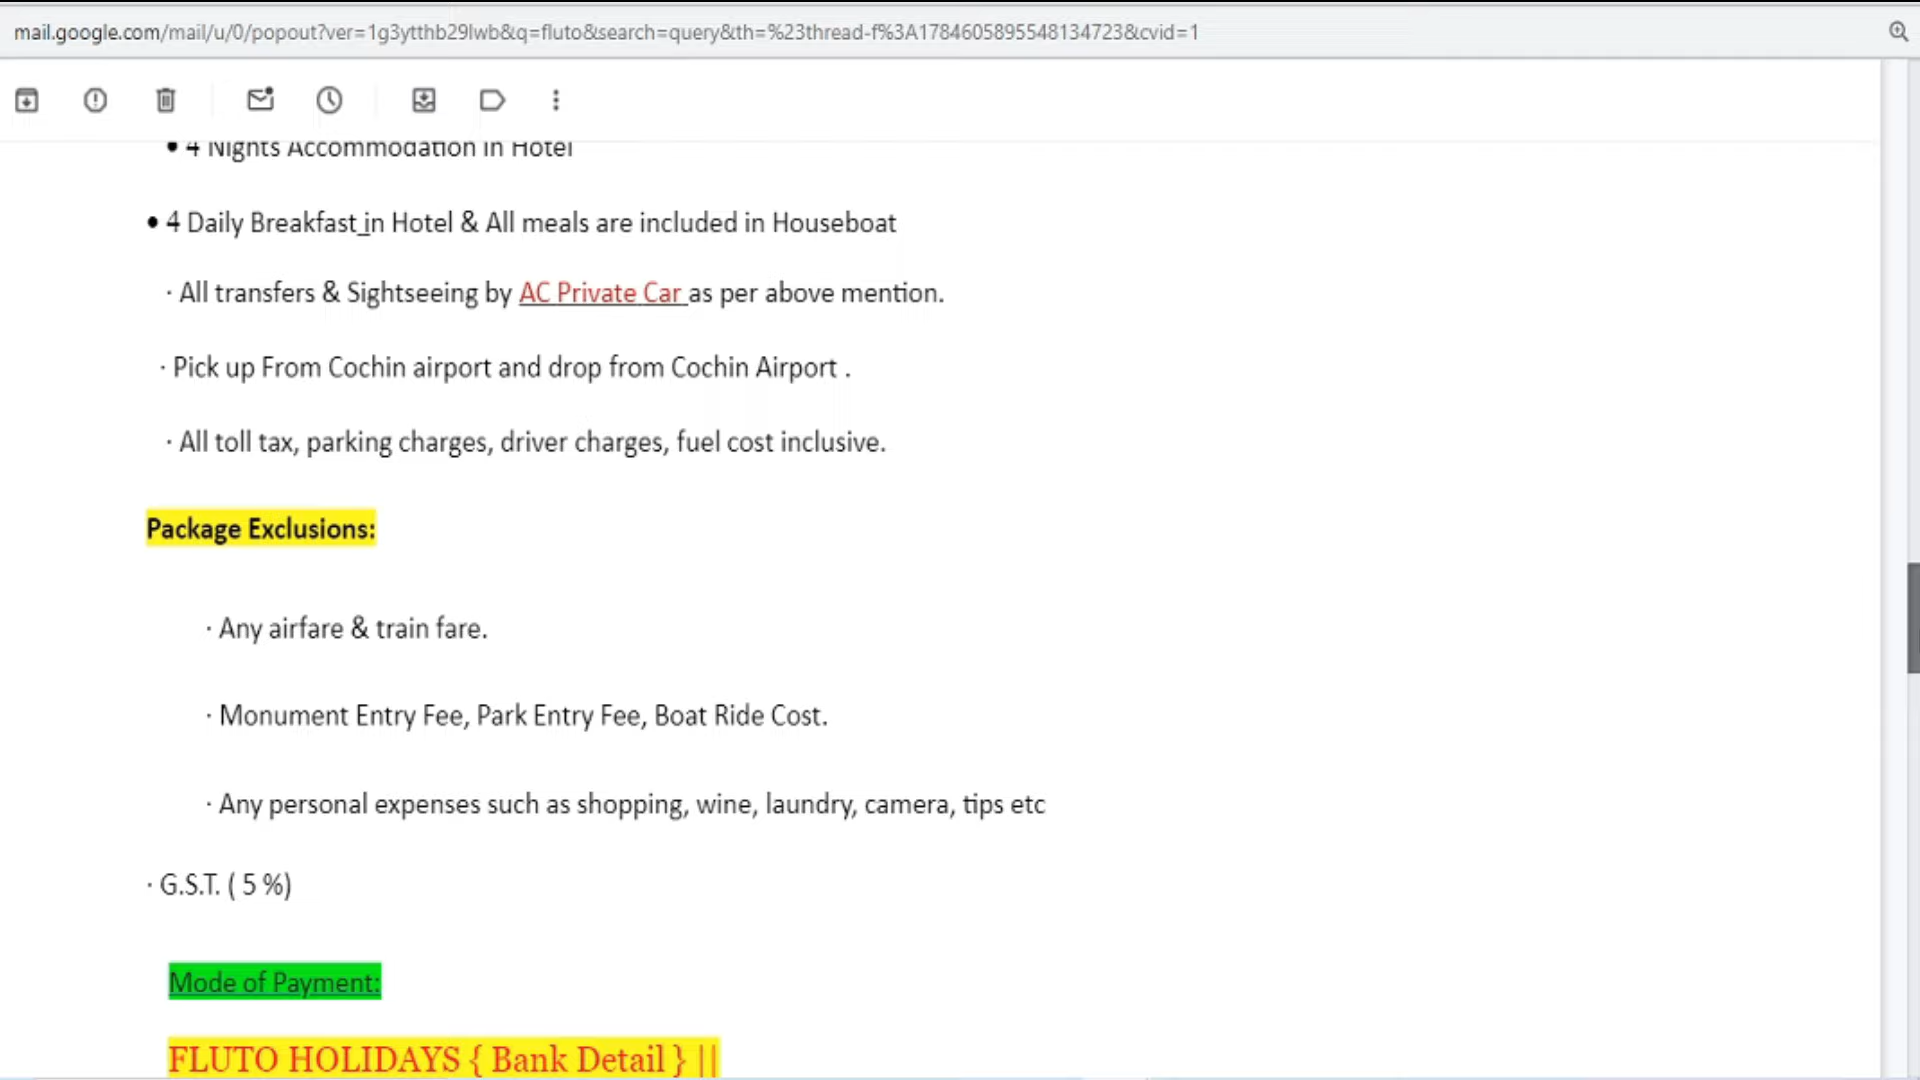 mail.google.com/mail/u/0/popout?ver=1g3ytthb29lwb&q=fluto&search=query&th=%23thread-f%3A1784605895548134723&cvid=1
• 4 Nights Accommodation in Hotel
• 4 Daily Breakfast in Hotel & All meals are included in Houseboat
· All transfers & Sightseeing by AC Private Car as per above mention.
· Pick up From Cochin airport and drop from Cochin Airport .
· All toll tax, parking charges, driver charges, fuel cost inclusive.
Package Exclusions:
· Any airfare & train fare.
· Monument Entry Fee, Park Entry Fee, Boat Ride Cost.
· Any personal expenses such as shopping, wine, laundry, camera, tips etc
· G.S.T. ( 5 %)
Mode of Payment:
FLUTO HOLIDAYS { Bank Detail } ||